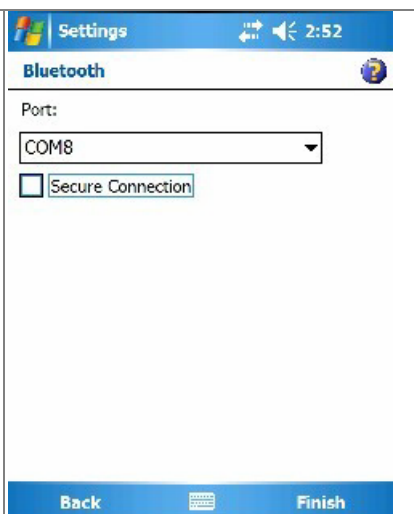 Settings 2:52
Bluetooth
Port:
COM8
Secure Connection
Back Finish